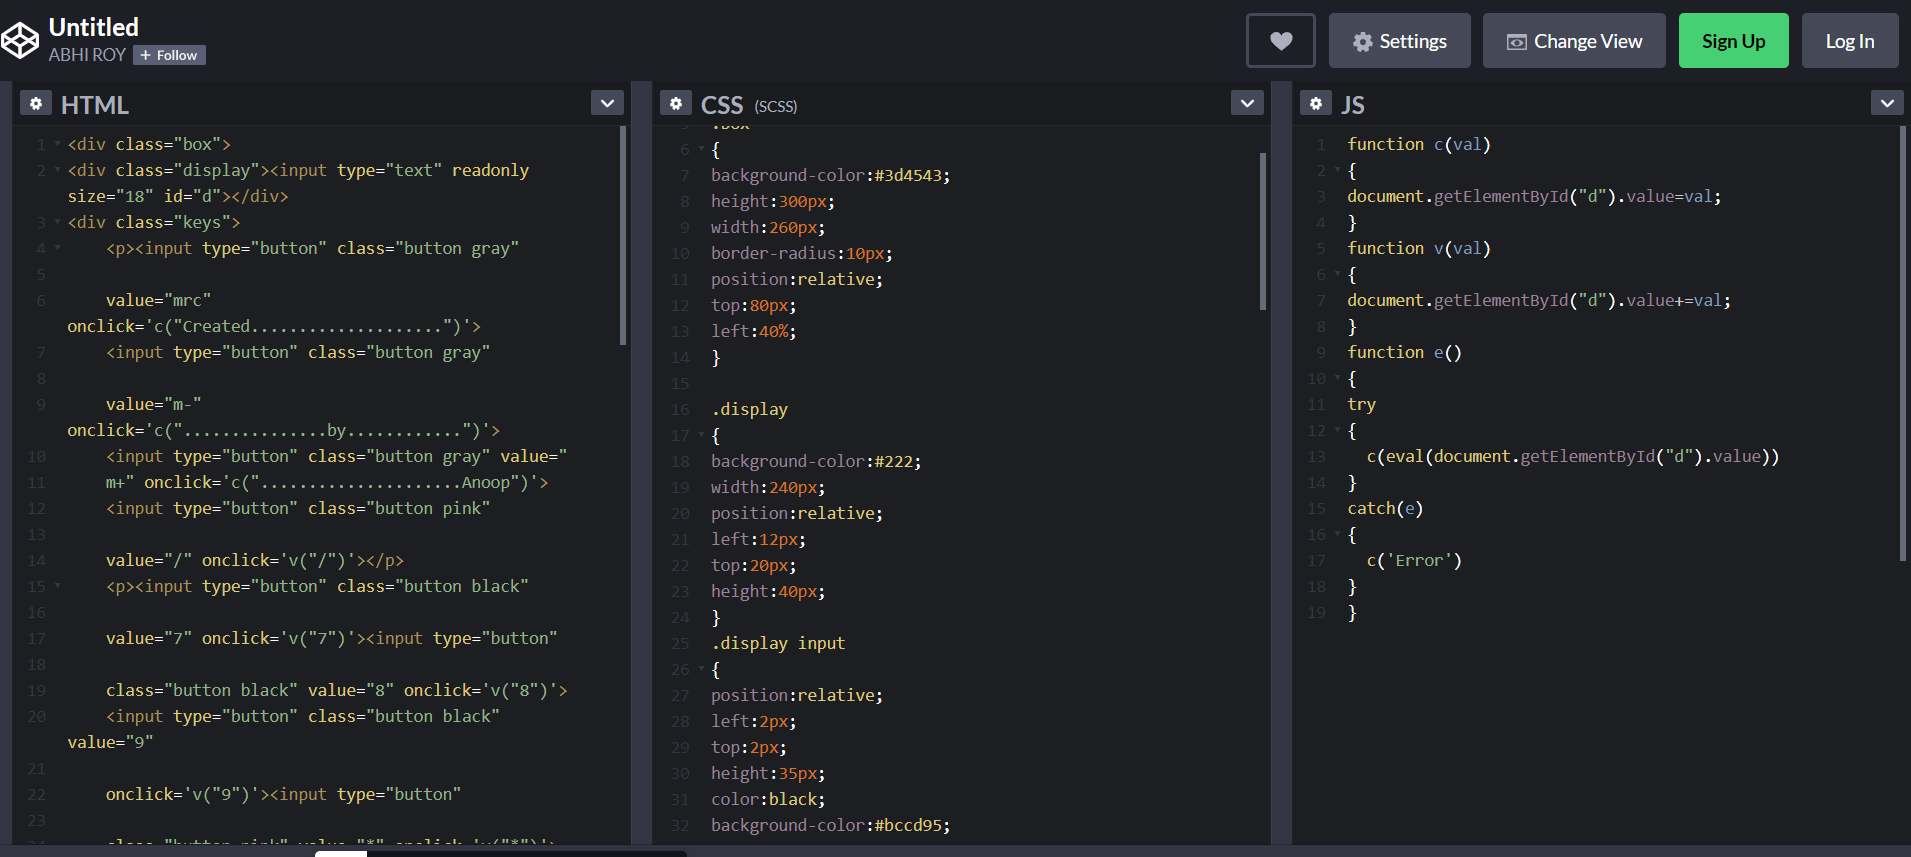 Untitled
ABHI ROY + Follow
Settings
Change View
Sign Up
Log In
HTML
1 <div class="box">
2 <div class="display"><input type="text" readonly
size="18" id="d"></div>
3 <div class="keys">
4 <p><input type="button" class="button gray"
5
6 value="mrc"
onclick='c("Created....................")'>
7 <input type="button" class="button gray"
8
9 value="m-"
onclick='c("...............by............")'>
10 <input type="button" class="button gray" value="
11 m+" onclick='c(".....................Anoop")'>
12 <input type="button" class="button pink"
13
14 value="/" onclick='v("/")'></p>
15 <p><input type="button" class="button black"
16
17 value="7" onclick='v("7")'><input type="button"
18
19 class="button black" value="8" onclick='v("8")'>
20 <input type="button" class="button black"
value="9"
21
22 onclick='v("9")'><input type="button"
23
24 class="button pink" value="*" onclick='v("*")'>
CSS (SCSS)
5 .box
6 {
7 background-color:#3d4543;
8 height:300px;
9 width:260px;
10 border-radius:10px;
11 position:relative;
12 top:80px;
13 left:40%;
14 }
15
16 .display
17 {
18 background-color:#222;
19 width:240px;
20 position:relative;
21 left:12px;
22 top:20px;
23 height:40px;
24 }
25 .display input
26 {
27 position:relative;
28 left:2px;
29 top:2px;
30 height:35px;
31 color:black;
32 background-color:#bccd95;
JS
1 function c(val)
2 {
3 document.getElementById("d").value=val;
4 }
5 function v(val)
6 {
7 document.getElementById("d").value+=val;
8 }
9 function e()
10 {
11 try
12 {
13 c(eval(document.getElementById("d").value))
14 }
15 catch(e)
16 {
17 c('Error')
18 }
19 }